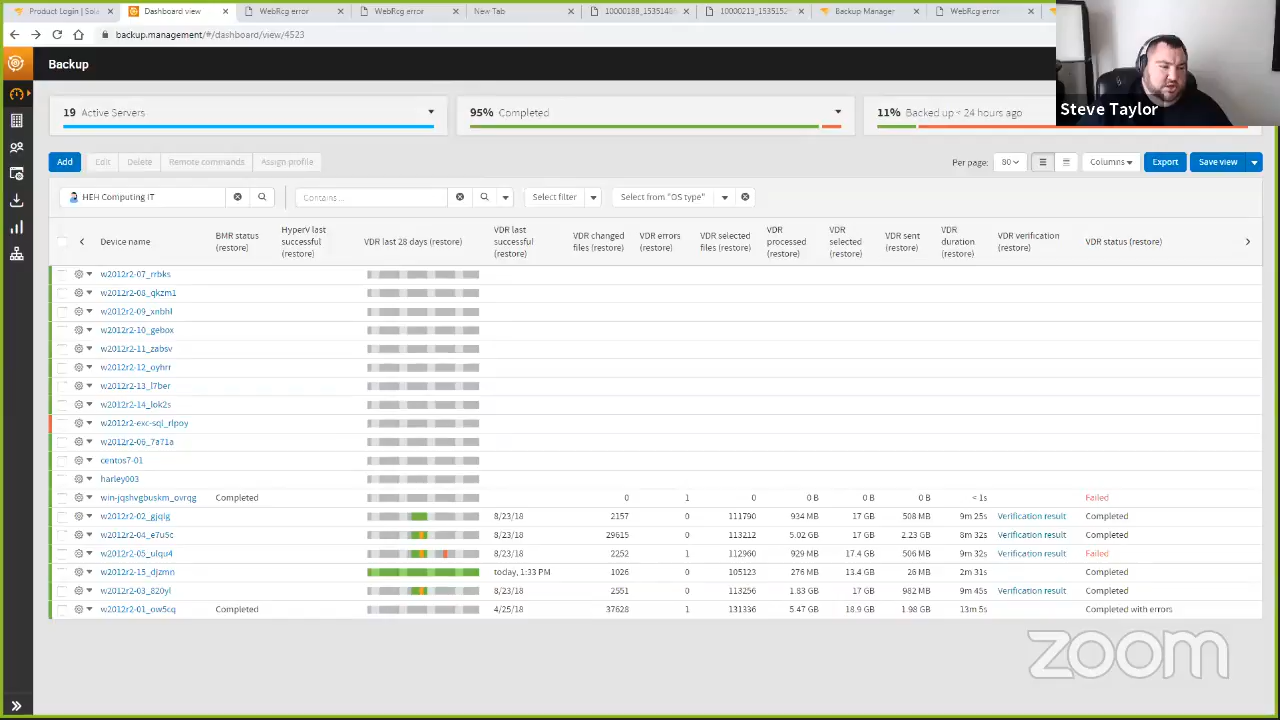 Product Login | Sola
Dashboard view
WebRcg error
WebRcg error
New Tab
10000188_153514
10000213_1535152
Backup Manager
WebRcg error
backup.management/#/dashboard/view/4523
Backup
Steve Taylor
19 Active Servers
95% Completed
11% Backed up < 24 hours ago
Add Edit Delete Remote commands Assign profile
Per page: 80 Columns Export Save view
HEH Computing IT Contains... Select filter Select from "OS type"
Device name
BMR status (restore)
HyperV last successful (restore)
VDR last 28 days (restore)
VDR last successful (restore)
VDR changed files (restore)
VDR errors (restore)
VDR selected files (restore)
VDR processed (restore)
VDR selected (restore)
VDR sent (restore)
VDR duration (restore)
VDR verification (restore)
VDR status (restore)
w2012r2-07_rrbks
w2012r2-08_qkzm1
w2012r2-09_xnbhl
w2012r2-10_gebox
w2012r2-11_zabsv
w2012r2-12_oyhrr
w2012r2-13_l7ber
w2012r2-14_lok2s
w2012r2-exc-sql_rlpoy
w2012r2-06_7a71a
centos7-01
harley003
win-jqshvgbuskm_ovrqg Completed 0 1 0 0 B 0 B 0 B < 1s Failed
w2012r2-02_gjqlg 8/23/18 2157 0 111790 934 MB 17 GB 508 MB 9m 25s Verification result Completed
w2012r2-04_e7u5c 8/23/18 29615 0 113212 5.02 GB 17 GB 2.23 GB 8m 32s Verification result Completed
w2012r2-05_ulqu4 8/23/18 2252 1 112960 929 MB 17.4 GB 506 MB 9m 32s Verification result Failed
w2012r2-15_djzmn today, 1:33 PM 1026 0 105123 276 MB 13.4 GB 26 MB 2m 31s Completed
w2012r2-03_820yl 8/23/18 2551 0 113256 1.83 GB 17 GB 982 MB 9m 45s Verification result Completed
w2012r2-01_ow5cq Completed 4/25/18 37628 1 131336 5.47 GB 18.9 GB 1.98 GB 13m 5s Completed with errors
zoom